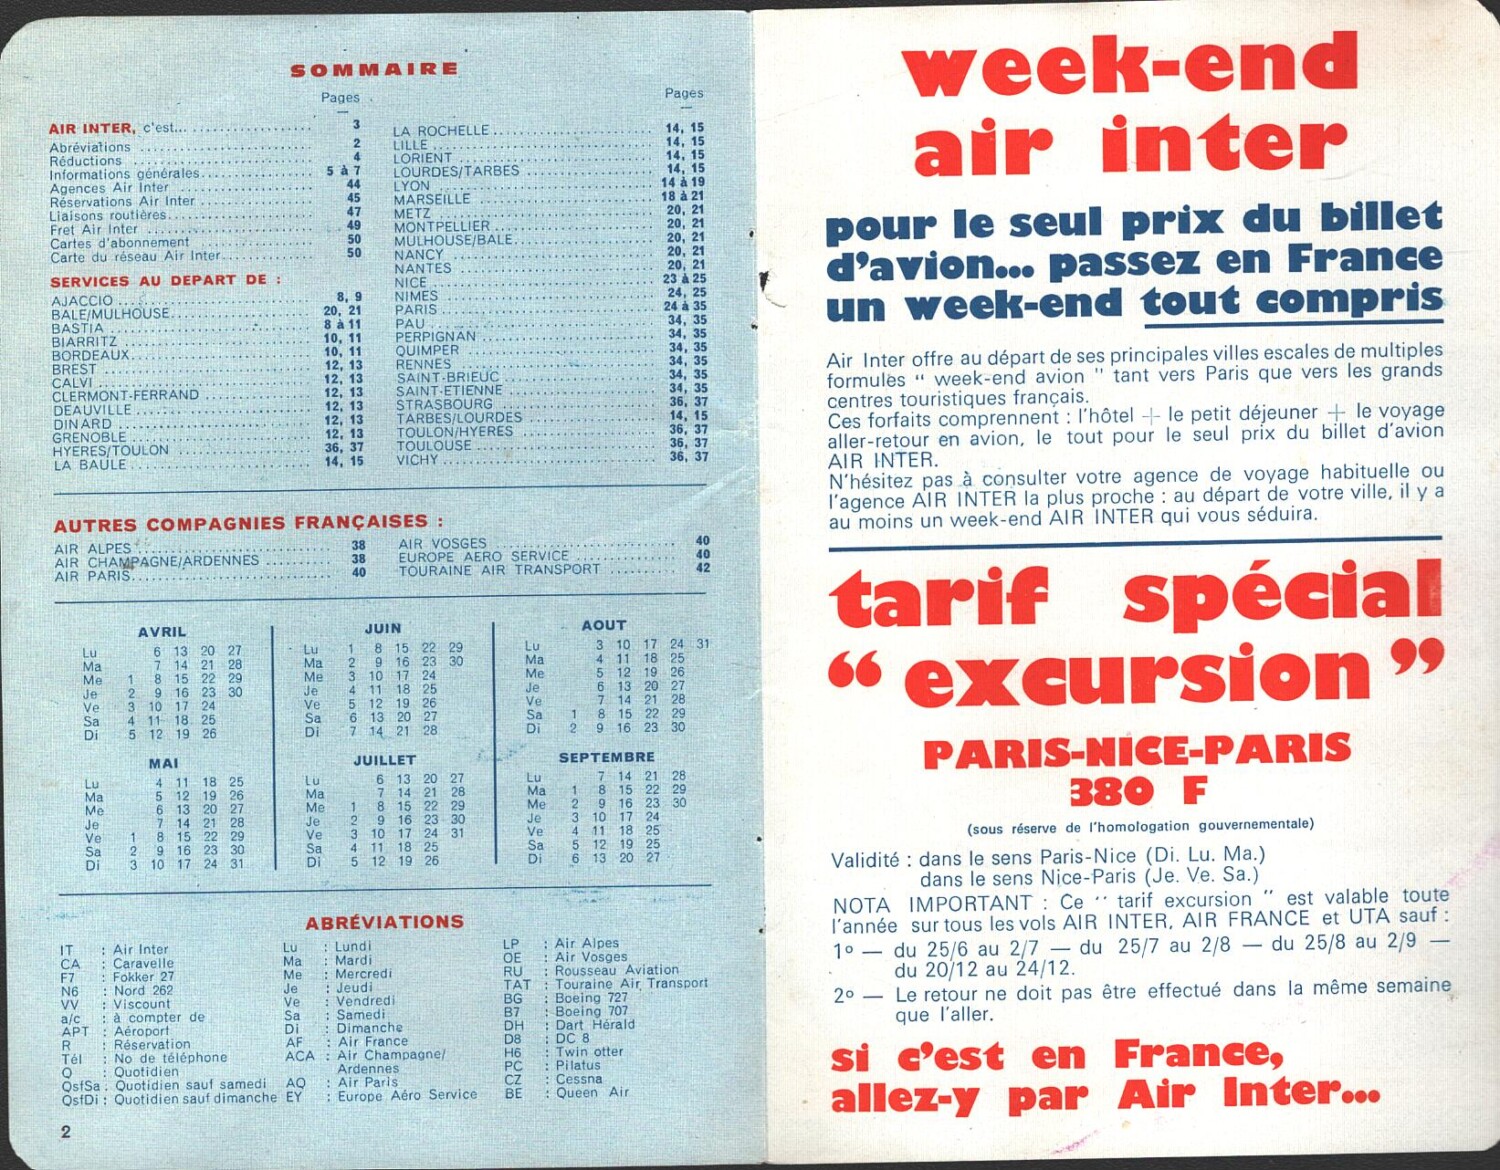 SOMMAIRE
Pages
AIR INTER, c'est... 3
Abréviations 2
Réductions 4
Informations générales 5 à 7
Agences Air Inter 44
Réservations Air Inter 45
Liaisons routières 47
Fret Air Inter 49
Cartes d'abonnement 50
Carte du réseau Air Inter 50
SERVICES AU DEPART DE :
AJACCIO 8, 9
BALE/MULHOUSE 20, 21
BASTIA 8 à 11
BIARRITZ 10, 11
BORDEAUX 10, 11
BREST 12, 13
CALVI 12, 13
CLERMONT-FERRAND 12, 13
DEAUVILLE 12, 13
DINARD 12, 13
GRENOBLE 12, 13
HYERES/TOULON 36, 37
LA BAULE 14, 15
Pages
LA ROCHELLE 14, 15
LILLE 14, 15
LORIENT 14, 15
LOURDES/TARBES 14, 15
LYON 14 à 19
MARSEILLE 18 à 21
METZ 20, 21
MONTPELLIER 20, 21
MULHOUSE/BALE 20, 21
NANCY 20, 21
NANTES 20, 21
NICE 23 à 25
NIMES 24, 25
PARIS 24 à 35
PAU 34, 35
PERPIGNAN 34, 35
QUIMPER 34, 35
RENNES 34, 35
SAINT-BRIEUC 34, 35
SAINT-ETIENNE 34, 35
STRASBOURG 36, 37
TARBES/LOURDES 14, 15
TOULON/HYERES 36, 37
TOULOUSE 36, 37
VICHY 36, 37
AUTRES COMPAGNIES FRANÇAISES :
AIR ALPES 38
AIR CHAMPAGNE/ARDENNES 38
AIR PARIS 40
AIR VOSGES 40
EUROPE AERO SERVICE 40
TOURAINE AIR TRANSPORT 42
AVRIL
Lu 6 13 20 27
Ma 7 14 21 28
Me 1 8 15 22 29
Je 2 9 16 23 30
Ve 3 10 17 24
Sa 4 11 18 25
Di 5 12 19 26
JUIN
Lu 1 8 15 22 29
Ma 2 9 16 23 30
Me 3 10 17 24
Je 4 11 18 25
Ve 5 12 19 26
Sa 6 13 20 27
Di 7 14 21 28
AOUT
Lu 3 10 17 24 31
Ma 4 11 18 25
Me 5 12 19 26
Je 6 13 20 27
Ve 7 14 21 28
Sa 1 8 15 22 29
Di 2 9 16 23 30
MAI
Lu 4 11 18 25
Ma 5 12 19 26
Me 6 13 20 27
Je 7 14 21 28
Ve 1 8 15 22 29
Sa 2 9 16 23 30
Di 3 10 17 24 31
JUILLET
Lu 6 13 20 27
Ma 7 14 21 28
Me 1 8 15 22 29
Je 2 9 16 23 30
Ve 3 10 17 24 31
Sa 4 11 18 25
Di 5 12 19 26
SEPTEMBRE
Lu 7 14 21 28
Ma 1 8 15 22 29
Me 2 9 16 23 30
Je 3 10 17 24
Ve 4 11 18 25
Sa 5 12 19 25
Di 6 13 20 27
ABRÉVIATIONS
IT : Air Inter
CA : Caravelle
F7 : Fokker 27
N6 : Nord 262
VV : Viscount
a/c : à compter de
APT : Aéroport
R : Réservation
Tél : No de téléphone
Q : Quotidien
QsfSa : Quotidien sauf samedi
QsfDi : Quotidien sauf dimanche
Lu : Lundi
Ma : Mardi
Me : Mercredi
Je : Jeudi
Ve : Vendredi
Sa : Samedi
Di : Dimanche
AF : Air France
ACA : Air Champagne/
Ardennes
AQ : Air Paris
EY : Europe Aéro Service
LP : Air Alpes
OE : Air Vosges
RU : Rousseau Aviation
TAT : Touraine Air Transport
BG : Boeing 727
B7 : Boeing 707
DH : Dart Hérald
D8 : DC 8
H6 : Twin otter
PC : Pilatus
CZ : Cessna
BE : Queen Air
2
week-end
air inter
pour le seul prix du billet
d'avion... passez en France
un week-end tout compris
Air Inter offre au départ de ses principales villes escales de multiples
formules " week-end avion " tant vers Paris que vers les grands
centres touristiques français.
Ces forfaits comprennent : l'hôtel + le petit déjeuner + le voyage
aller-retour en avion, le tout pour le seul prix du billet d'avion
AIR INTER.
N'hésitez pas à consulter votre agence de voyage habituelle ou
l'agence AIR INTER la plus proche : au départ de votre ville, il y a
au moins un week-end AIR INTER qui vous séduira.
tarif spécial
“ excursion ”
PARIS-NICE-PARIS
380 F
(sous réserve de l'homologation gouvernementale)
Validité : dans le sens Paris-Nice (Di. Lu. Ma.)
dans le sens Nice-Paris (Je. Ve. Sa.)
NOTA IMPORTANT : Ce " tarif excursion " est valable toute
l'année sur tous les vols AIR INTER, AIR FRANCE et UTA sauf :
1º — du 25/6 au 2/7 — du 25/7 au 2/8 — du 25/8 au 2/9 —
du 20/12 au 24/12.
2º — Le retour ne doit pas être effectué dans la même semaine
que l'aller.
si c'est en France,
allez-y par Air Inter...